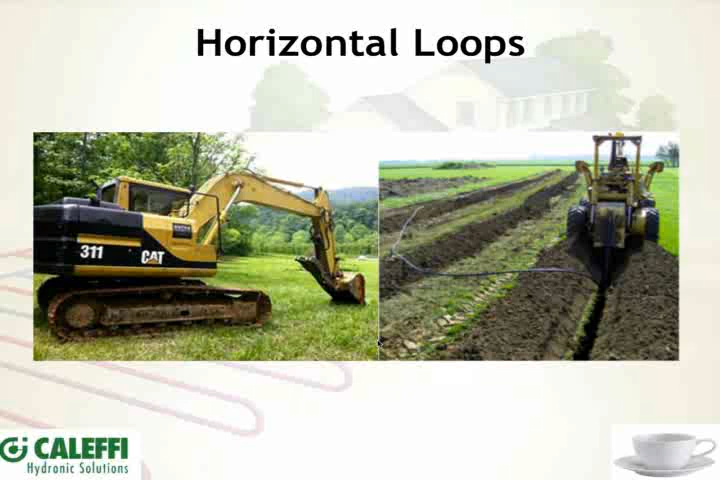 Horizontal Loops
311
CAT
CALEFFI
Hydronic Solutions